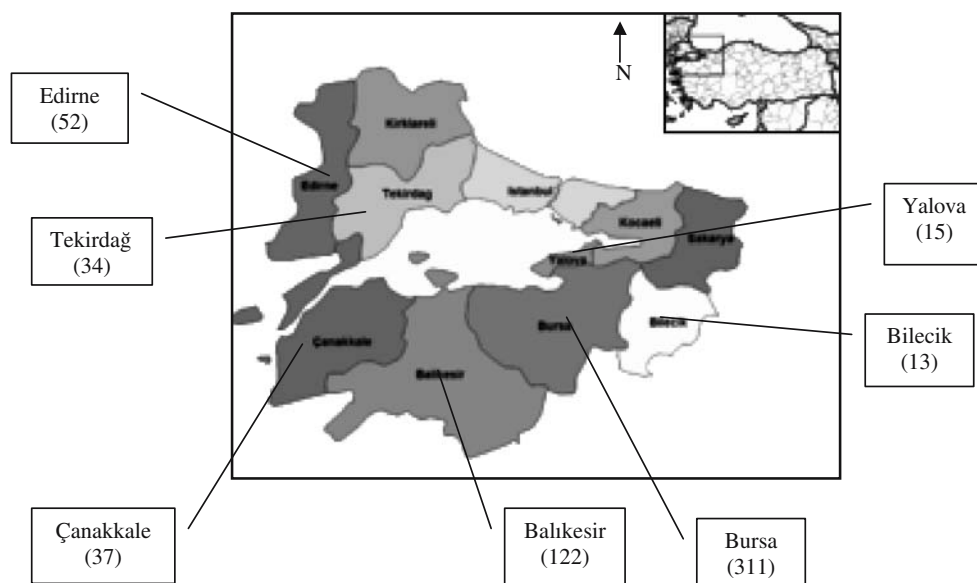 N
Edirne
(52)
Kirklareli
Edirne
Tekirdag
Istanbul
Kocaeli
Sakarya
Yalova
(15)
Tekirdağ
(34)
Yalova
Çanakkale
Bursa
Bilecik
Balikesir
Bilecik
(13)
Çanakkale
(37)
Balıkesir
(122)
Bursa
(311)